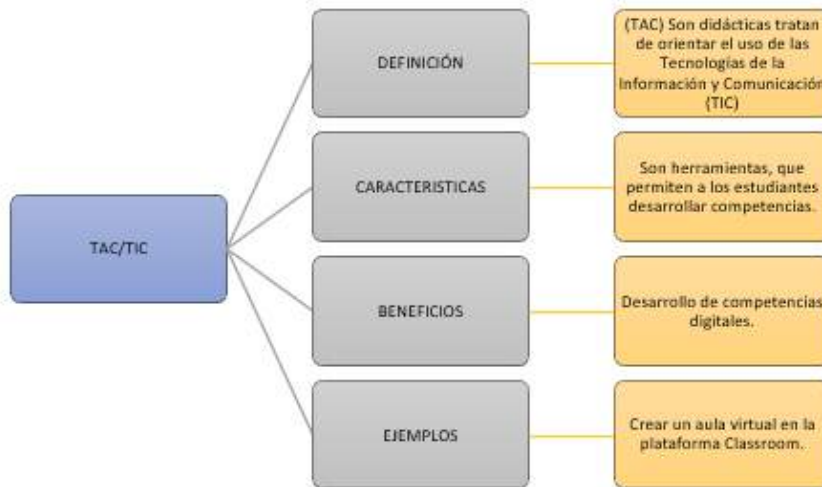 TAC/TIC
DEFINICIÓN
(TAC) Son didácticas tratan
de orientar el uso de las
Tecnologías de la
Información y Comunicación
(TIC)
CARACTERISTICAS
Son herramientas, que
permiten a los estudiantes
desarrollar competencias.
BENEFICIOS
Desarrollo de competencias
digitales.
EJEMPLOS
Crear un aula virtual en la
plataforma Classroom.